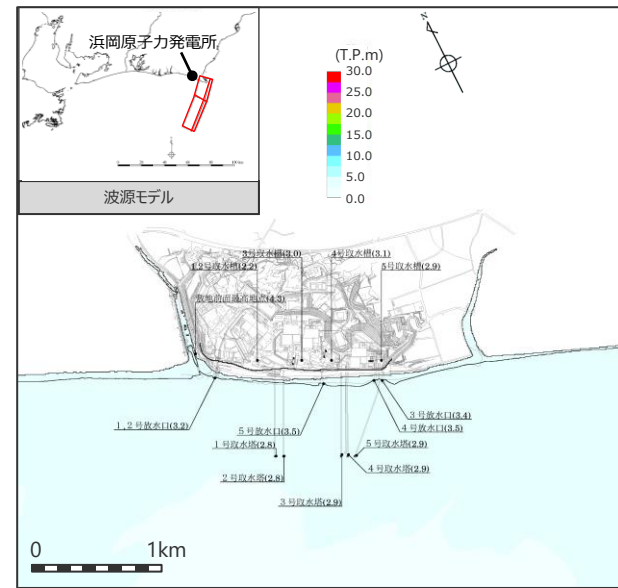 浜岡原子力発電所
波源モデル
(T.P.m)
30.0
25.0
20.0
15.0
10.0
5.0
0.0
N
3号取水槽(3.0)
4号取水槽(3.1)
1,2号取水槽(2.2)
5号取水槽(2.9)
敷地前面最高地点(4.3)
1,2号放水口(3.2)
5号放水口(3.5)
3号放水口(3.4)
4号放水口(3.5)
1号取水塔(2.8)
5号取水塔(2.9)
2号取水塔(2.8)
4号取水塔(2.9)
3号取水塔(2.9)
0 1km